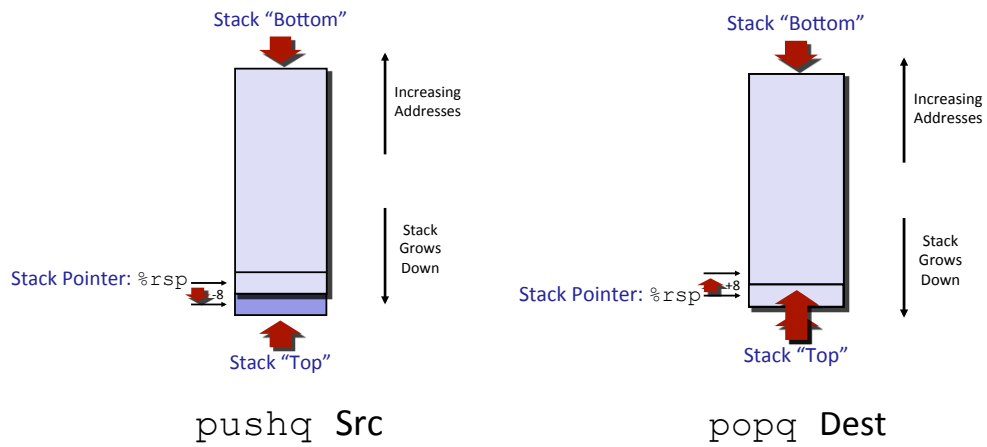 Stack “Bottom”
Increasing
Addresses
Stack
Grows
Down
Stack Pointer: %rsp
-8
Stack “Top”
pushq Src
Stack “Bottom”
Increasing
Addresses
Stack
Grows
Down
Stack Pointer: %rsp
+8
Stack “Top”
popq Dest